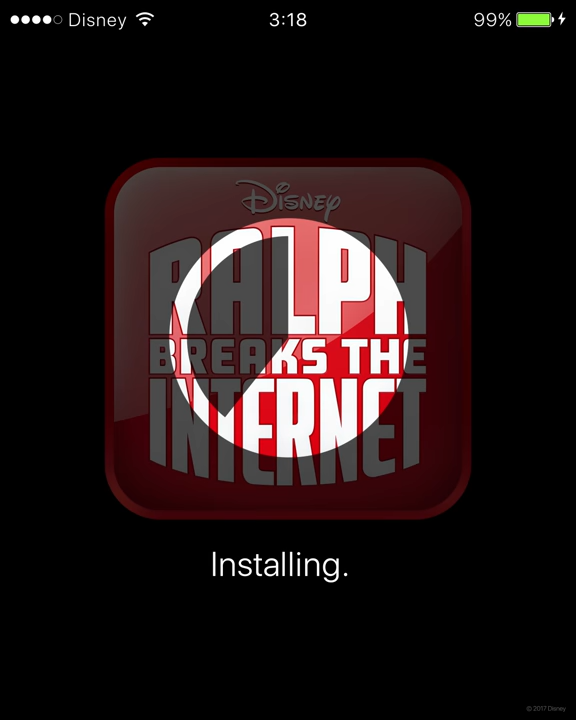 Disney 3:18 99%
Disney
RALPH
BREAKS THE
INTERNET
Installing.
© 2017 Disney